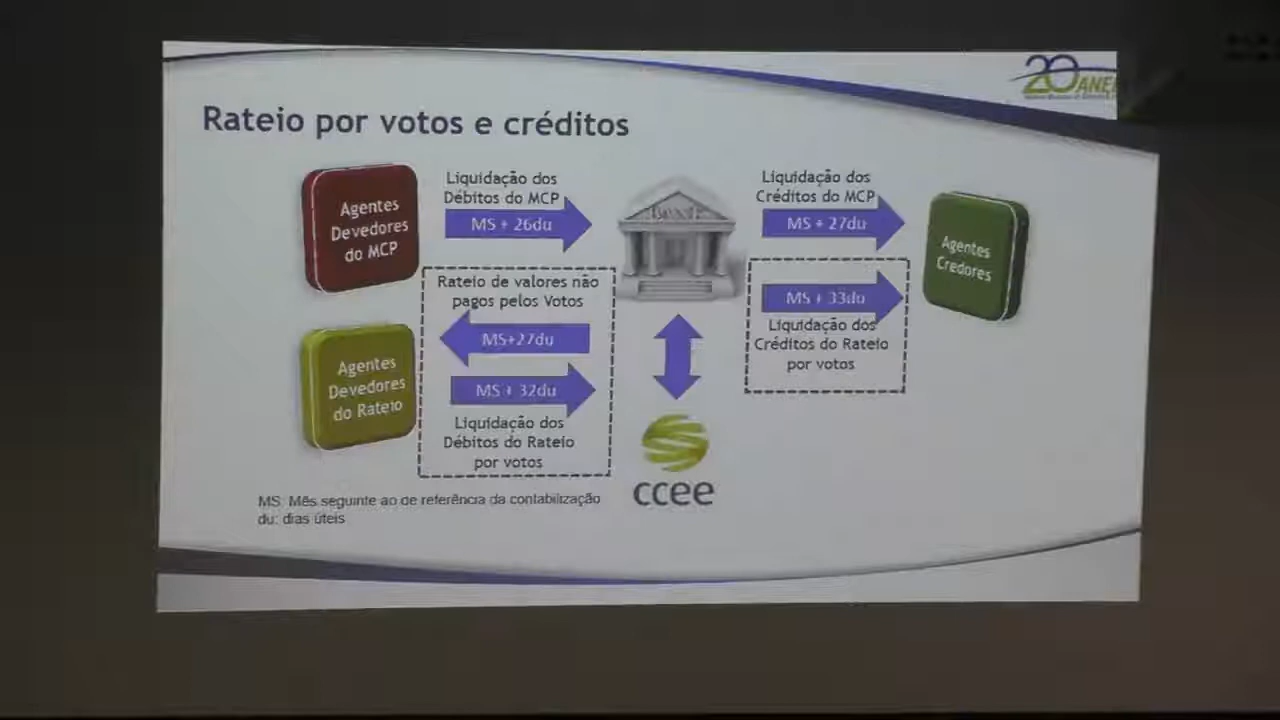 20
Rateio por votos e créditos
Agentes
Devedores
do MCP
Liquidação dos
Débitos do MCP
MS + 26du
Liquidação dos
Créditos do MCP
MS + 27du
Agentes
Credores
Rateio de valores não
pagos pelos Votos
MS+27du
MS + 32du
Liquidação dos
Débitos do Rateio
por votos
MS + 33du
Liquidação dos
Créditos do Rateio
por votos
Agentes
Devedores
do Rateio
ccee
MS: Mês seguinte ao de referência da contabilização
du: dias úteis